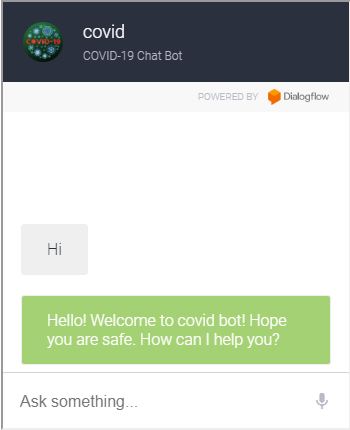 COVID-19
covid
COVID-19 Chat Bot
POWERED BY Dialogflow
Hi
Hello! Welcome to covid bot! Hope
you are safe. How can I help you?
Ask something...